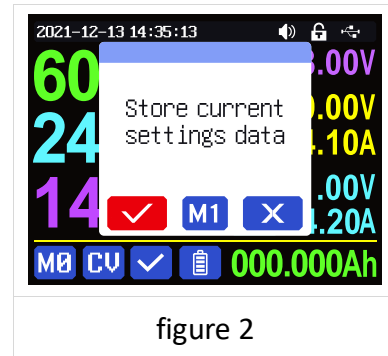 2021-12-13 14:35:13
60 .00V
Store current
settings data
24 .00V
.10A
14 .00V
.20A
M1
M0 CV 000.000Ah
figure 2